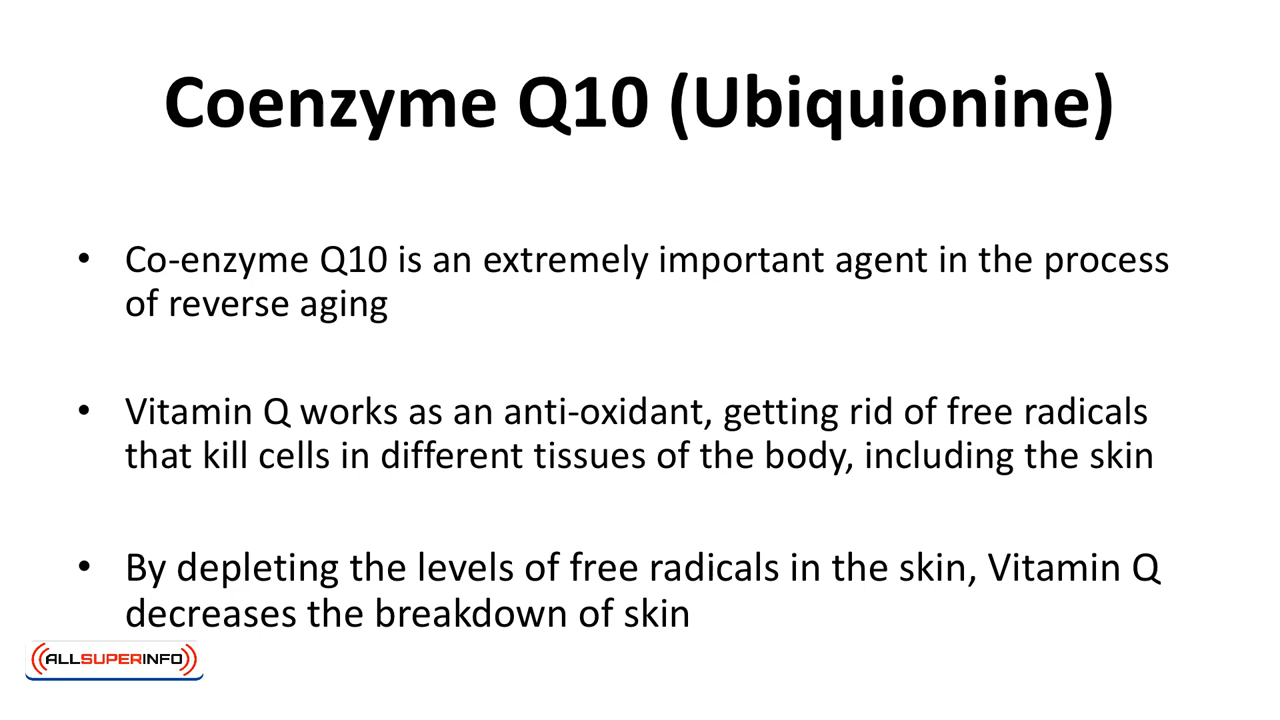 Coenzyme Q10 (Ubiquionine)
• Co-enzyme Q10 is an extremely important agent in the process
of reverse aging
• Vitamin Q works as an anti-oxidant, getting rid of free radicals
that kill cells in different tissues of the body, including the skin
• By depleting the levels of free radicals in the skin, Vitamin Q
decreases the breakdown of skin
ALLSUPERINFO